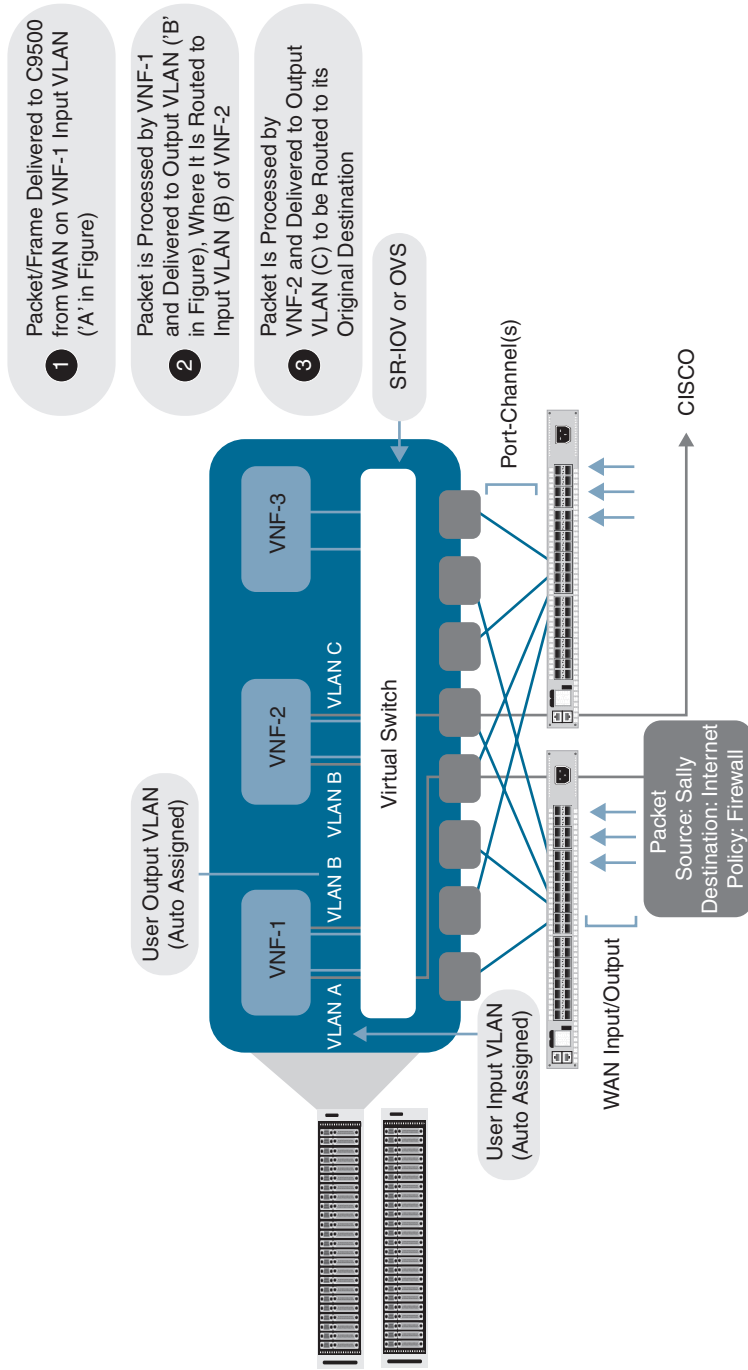 1
Packet/Frame Delivered to C9500
from WAN on VNF-1 Input VLAN
('A' in Figure)
2
Packet is Processed by VNF-1
and Delivered to Output VLAN ('B'
in Figure), Where It Is Routed to
Input VLAN (B) of VNF-2
3
Packet Is Processed by
VNF-2 and Delivered to Output
VLAN (C) to be Routed to its
Original Destination
User Output VLAN
(Auto Assigned)
VNF-1
VNF-2
VNF-3
VLAN A
VLAN B
VLAN B
VLAN C
Virtual Switch
SR-IOV or OVS
User Input VLAN
(Auto Assigned)
Port-Channel(s)
WAN Input/Output
CISCO
Packet
Source: Sally
Destination: Internet
Policy: Firewall